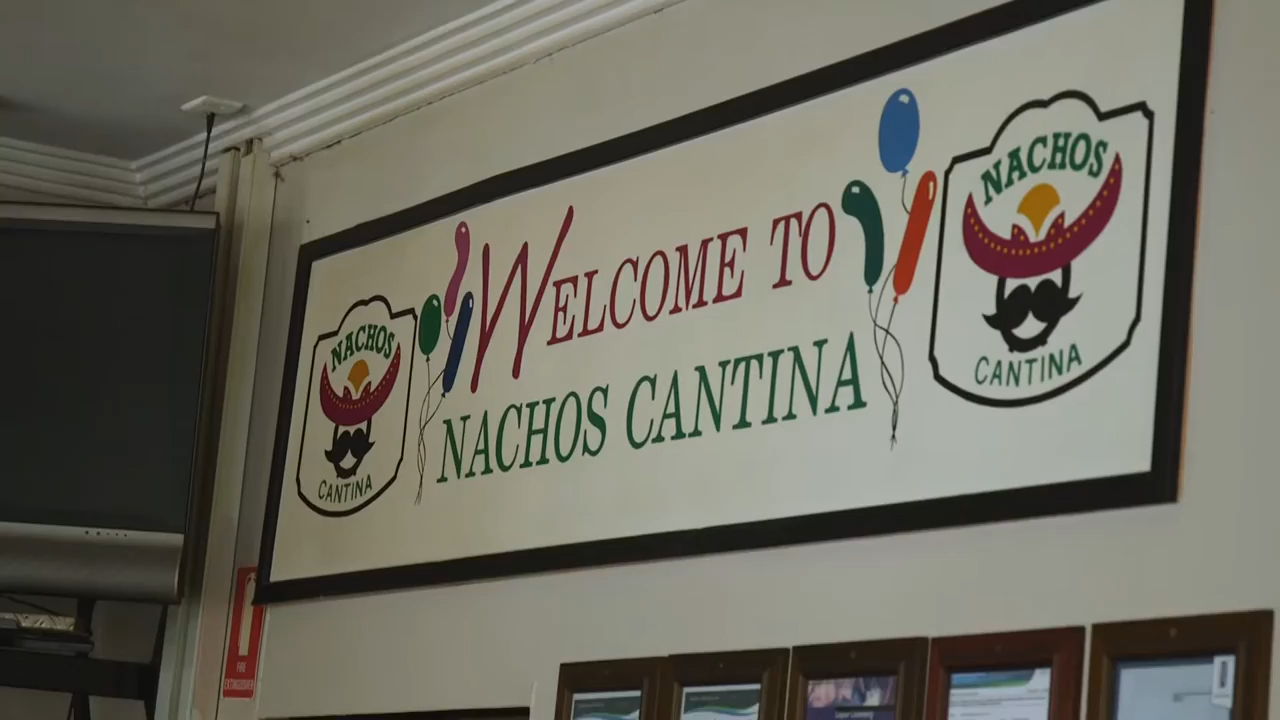 WELCOME TO
NACHOS CANTINA
NACHOS
CANTINA
NACHOS
CANTINA
FIRE
EXTINGUISHER